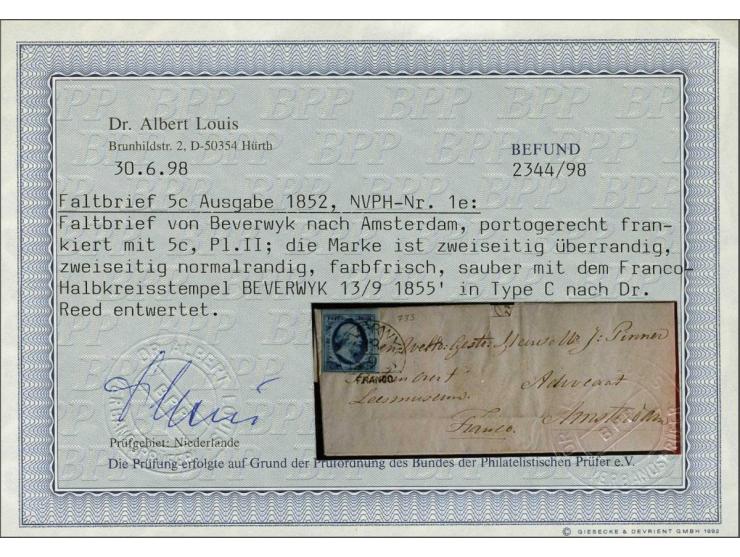 Dr. Albert Louis
Brunhildstr. 2, D-50354 Hürth
30.6.98
BEFUND
2344/98
Faltbrief 5c Ausgabe 1852, NVPH-Nr. 1e:
Faltbrief von Beverwyk nach Amsterdam, portogerecht fran-
kiert mit 5c, Pl.II; die Marke ist zweiseitig überrandig,
zweiseitig normalrandig, farbfrisch, sauber mit dem Franco-
Halbkreisstempel BEVERWYK 13/9 1855' in Type C nach Dr.
Reed entwertet.
FRANCO
J: Pinner
Advocaat
Leesmuseum
Franco
Amsterdam
Prüfgebiet: Niederlande
Die Prüfung erfolgte auf Grund der Prüfordnung des Bundes der Philatelistischen Prüfer e.V.
© GIESECKE & DEVRIENT GMBH 1992